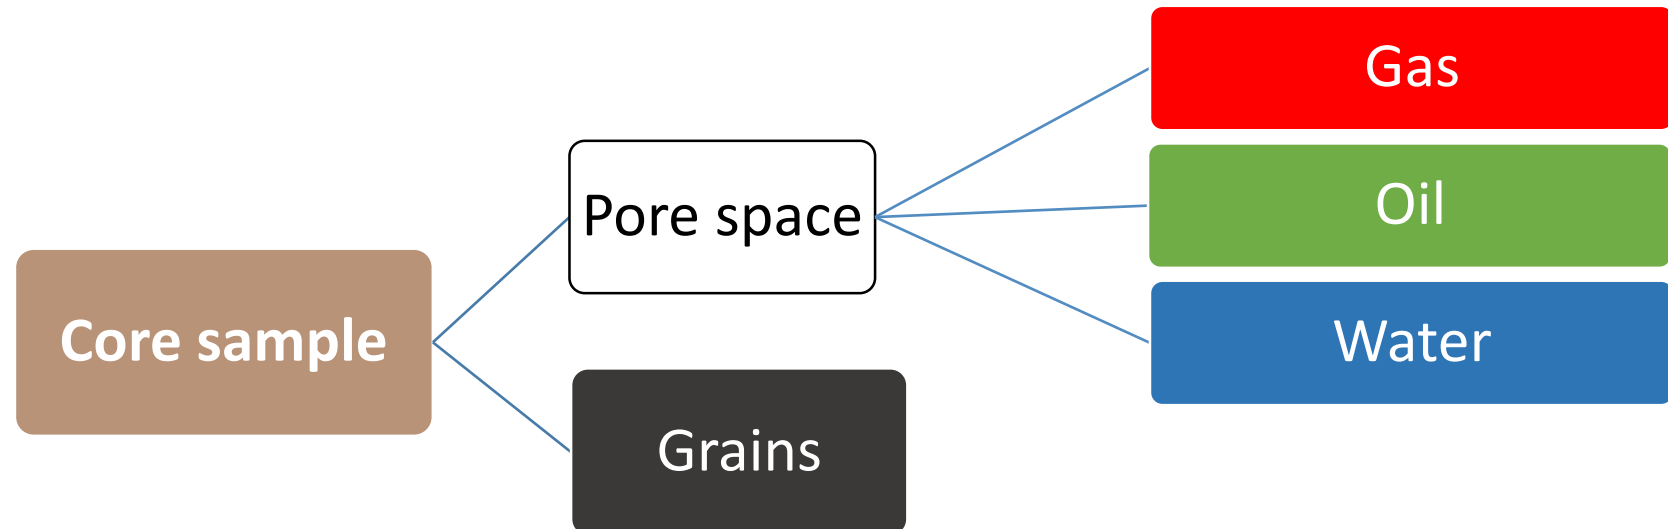 Core sample
Pore space
Grains
Gas
Oil
Water